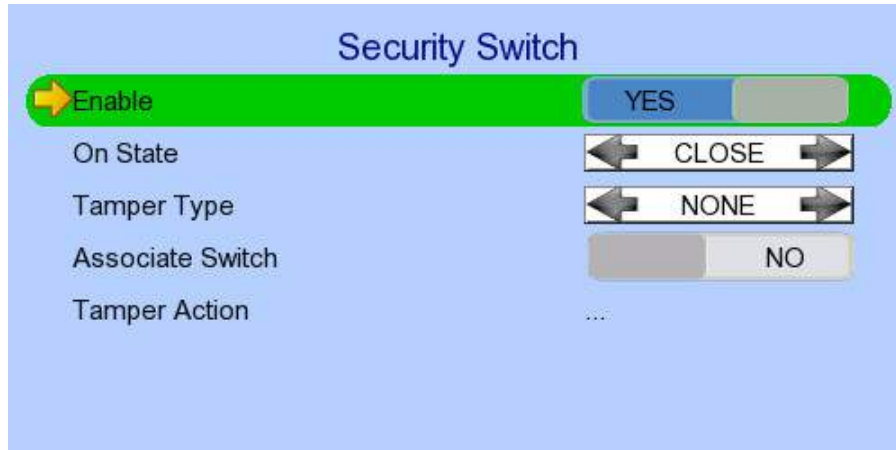 Security Switch
Enable YES
On State CLOSE
Tamper Type NONE
Associate Switch NO
Tamper Action ...